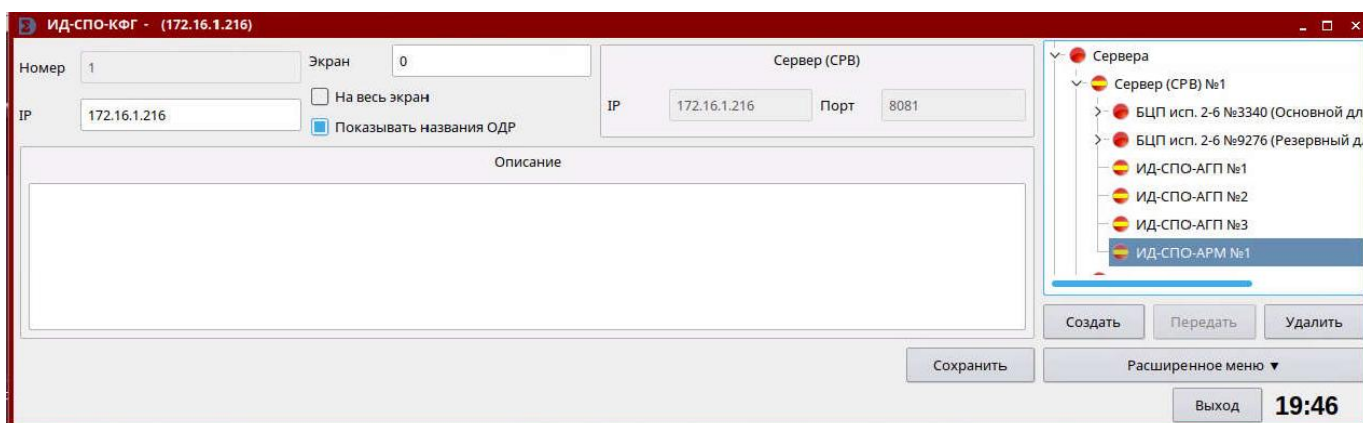 ИД-СПО-КФГ - (172.16.1.216)
Номер 1
Экран 0
IP 172.16.1.216
На весь экран
Показывать названия ОДР
Сервер (СРВ)
IP 172.16.1.216 Порт 8081
Описание
Сохранить
Сервера
Сервер (СРВ) №1
БЦП исп. 2-6 №3340 (Основной дл
БЦП исп. 2-6 №9276 (Резервный д
ИД-СПО-АГП №1
ИД-СПО-АГП №2
ИД-СПО-АГП №3
ИД-СПО-АРМ №1
Создать Передать Удалить
Расширенное меню ▼
Выход 19:46